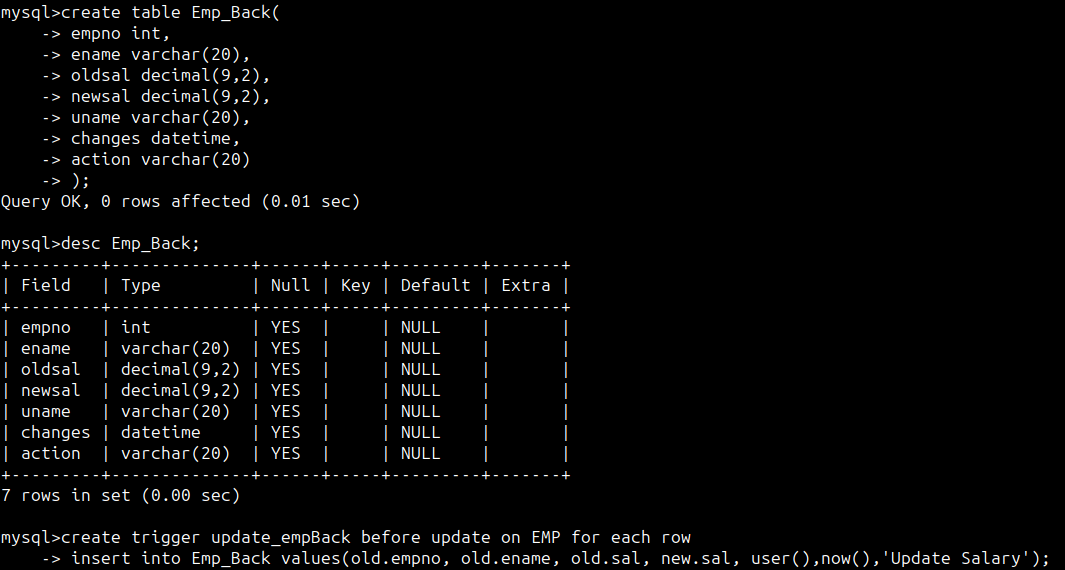 mysql>create table Emp_Back(
    -> empno int,
    -> ename varchar(20),
    -> oldsal decimal(9,2),
    -> newsal decimal(9,2),
    -> uname varchar(20),
    -> changes datetime,
    -> action varchar(20)
    -> );
Query OK, 0 rows affected (0.01 sec)

mysql>desc Emp_Back;
+---------+--------------+------+-----+---------+-------+
| Field   | Type         | Null | Key | Default | Extra |
+---------+--------------+------+-----+---------+-------+
| empno   | int          | YES  |     | NULL    |       |
| ename   | varchar(20)  | YES  |     | NULL    |       |
| oldsal  | decimal(9,2) | YES  |     | NULL    |       |
| newsal  | decimal(9,2) | YES  |     | NULL    |       |
| uname   | varchar(20)  | YES  |     | NULL    |       |
| changes | datetime     | YES  |     | NULL    |       |
| action  | varchar(20)  | YES  |     | NULL    |       |
+---------+--------------+------+-----+---------+-------+
7 rows in set (0.00 sec)

mysql>create trigger update_empBack before update on EMP for each row
    -> insert into Emp_Back values(old.empno, old.ename, old.sal, new.sal, user(),now(),'Update Salary');